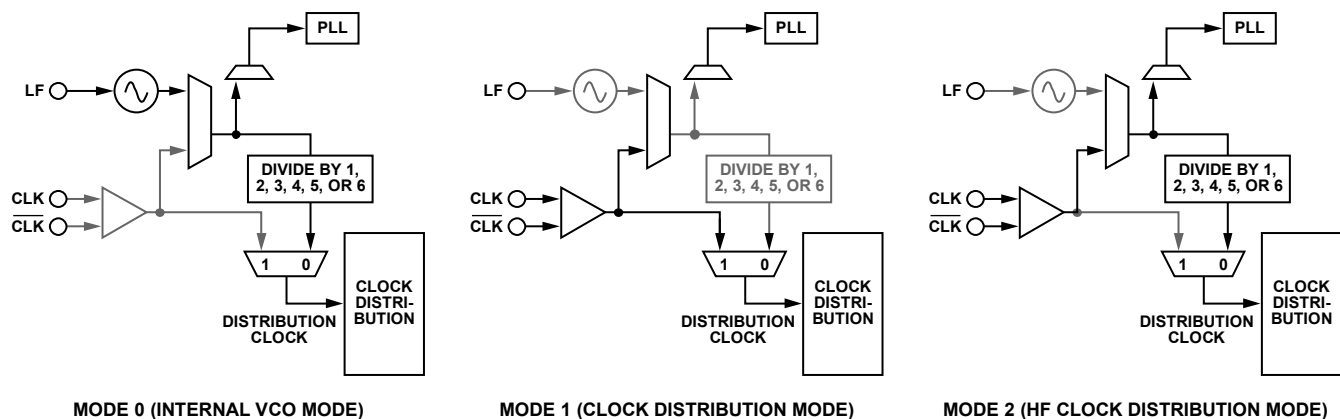 PLL
LF
DIVIDE BY 1,
2, 3, 4, 5, OR 6
CLK
CLK
1 0
CLOCK
DISTRI-
BUTION
DISTRIBUTION
CLOCK
MODE 0 (INTERNAL VCO MODE)
PLL
LF
DIVIDE BY 1,
2, 3, 4, 5, OR 6
CLK
CLK
1 0
CLOCK
DISTRI-
BUTION
DISTRIBUTION
CLOCK
MODE 1 (CLOCK DISTRIBUTION MODE)
PLL
LF
DIVIDE BY 1,
2, 3, 4, 5, OR 6
CLK
CLK
1 0
CLOCK
DISTRI-
BUTION
DISTRIBUTION
CLOCK
MODE 2 (HF CLOCK DISTRIBUTION MODE)